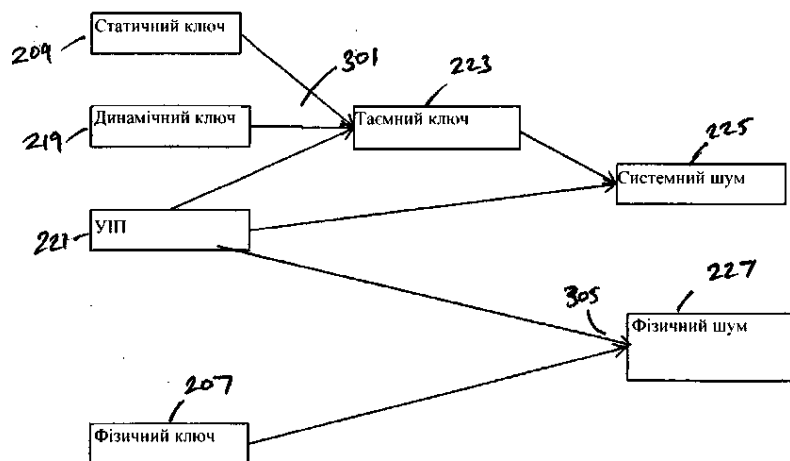 Статичний ключ
209
301
223
Динамічний ключ
219
Таємний ключ
225
Системний шум
УІП
221
227
305
Фізичний шум
207
Фізичний ключ